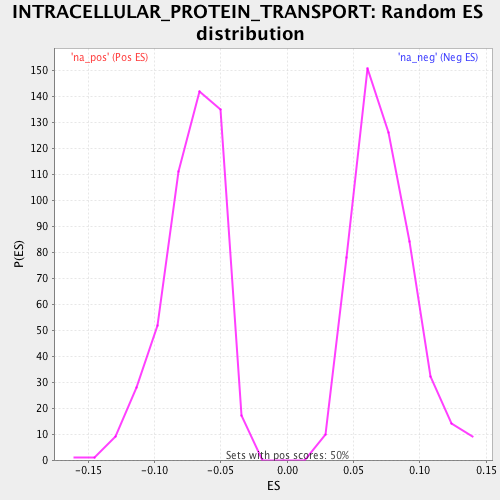 INTRACELLULAR_PROTEIN_TRANSPORT: Random ES
distribution
'na_pos' (Pos ES)
'na_neg' (Neg ES)
150
140
130
120
110
100
90
80
70
60
50
40
30
20
10
0
P(ES)
Sets with pos scores: 50%
-0.15 -0.10 -0.05 0.00 0.05 0.10 0.15
ES